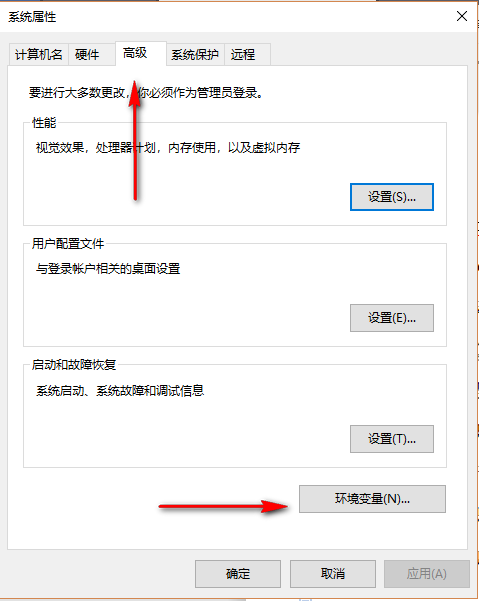 系统属性
计算机名 硬件 高级 系统保护 远程
要进行大多数更改，你必须作为管理员登录。
性能
视觉效果，处理器计划，内存使用，以及虚拟内存
设置(S)...
用户配置文件
与登录帐户相关的桌面设置
设置(E)...
启动和故障恢复
系统启动、系统故障和调试信息
设置(T)...
环境变量(N)...
确定 取消 应用(A)